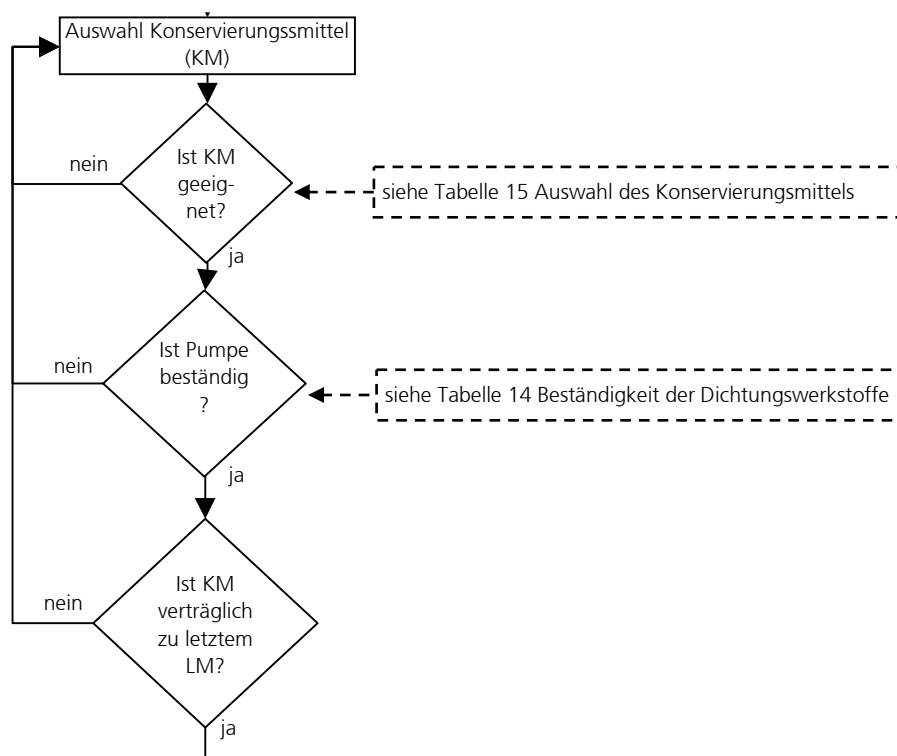 Auswahl Konservierungssmittel
(KM)
nein
Ist KM
geeig-
net?
siehe Tabelle 15 Auswahl des Konservierungsmittels
ja
nein
Ist Pumpe
beständig
?
siehe Tabelle 14 Beständigkeit der Dichtungswerkstoffe
ja
nein
Ist KM
verträglich
zu letztem
LM?
ja